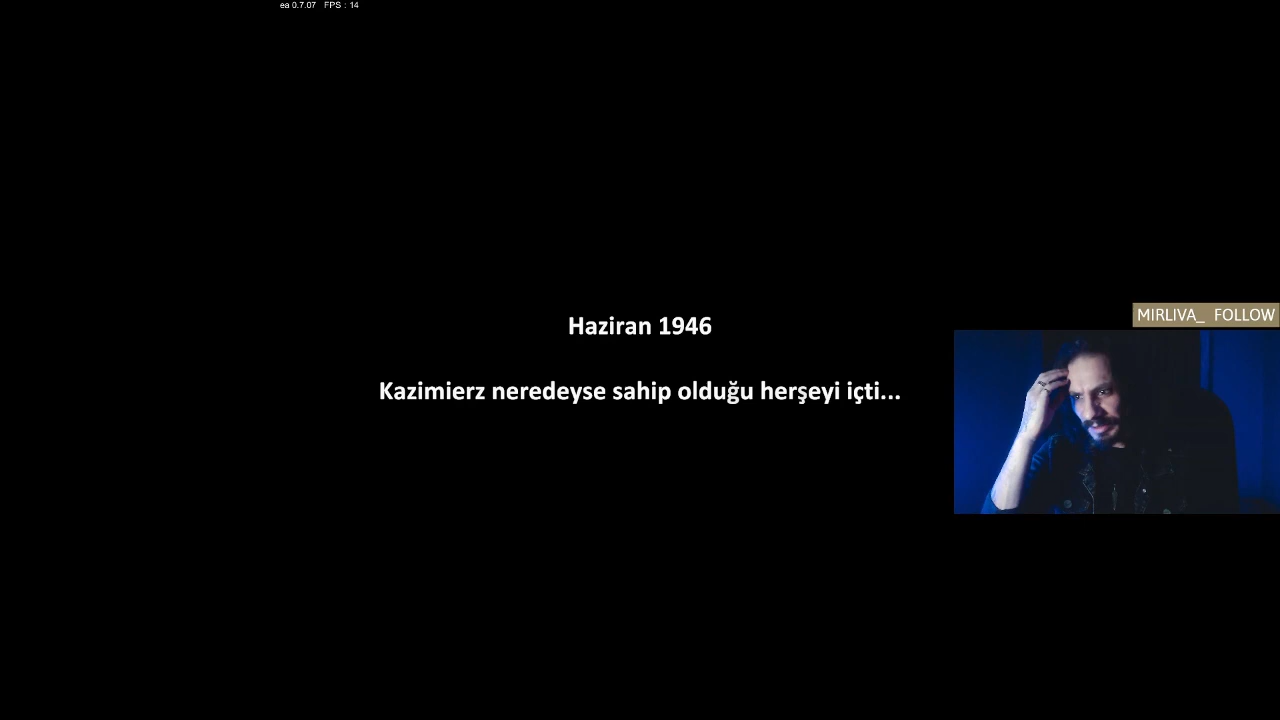 ea 0.7.07 FPS : 14
MIRLIVA_ FOLLOW
Haziran 1946
Kazimierz neredeyse sahip olduğu herşeyi içti...